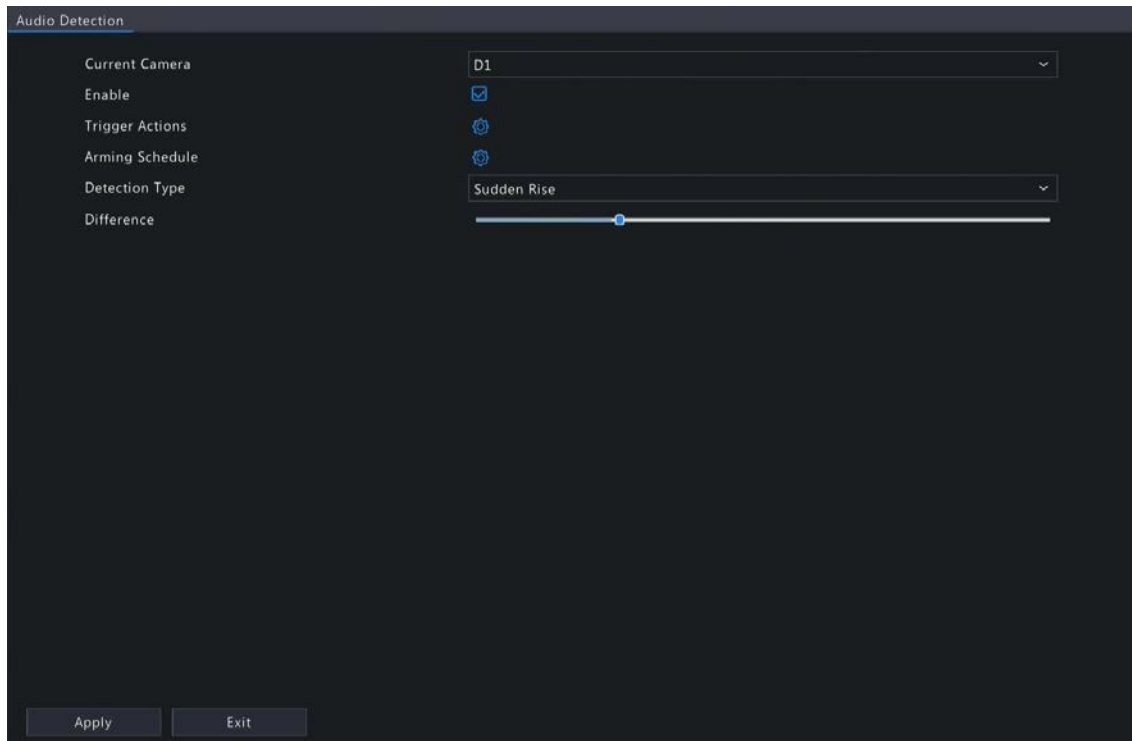 Audio Detection
Current Camera D1
Enable
Trigger Actions
Arming Schedule
Detection Type Sudden Rise
Difference
Apply Exit